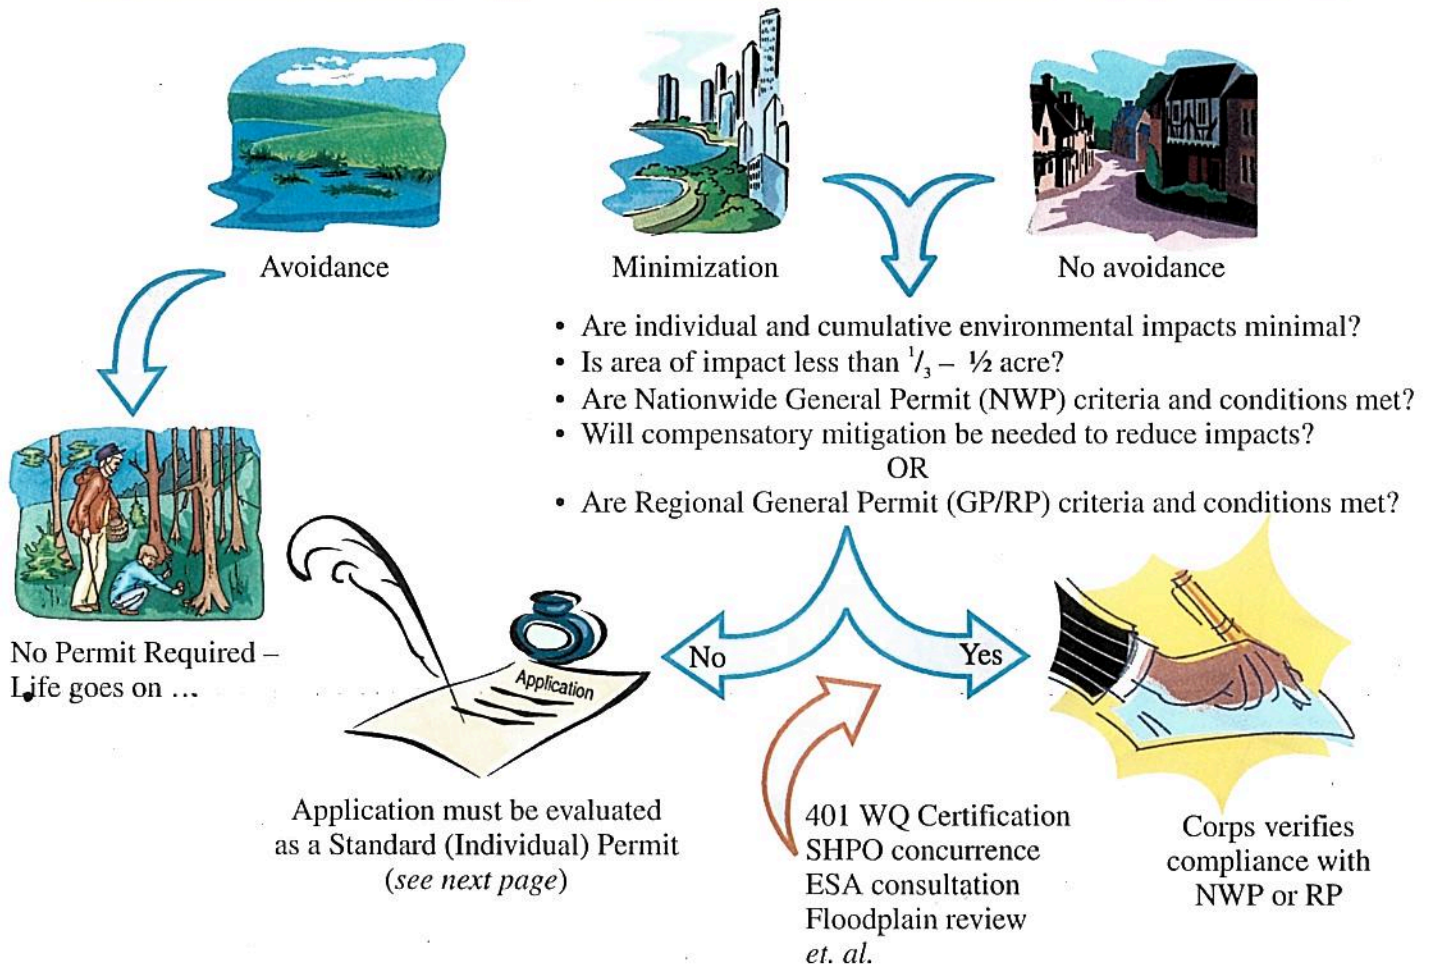 Avoidance
Minimization
No avoidance
• Are individual and cumulative environmental impacts minimal?
• Is area of impact less than 1/3 – ½ acre?
• Are Nationwide General Permit (NWP) criteria and conditions met?
• Will compensatory mitigation be needed to reduce impacts?
OR
• Are Regional General Permit (GP/RP) criteria and conditions met?
No Permit Required –
Life goes on ...
Application
No
Yes
Application must be evaluated
as a Standard (Individual) Permit
(see next page)
401 WQ Certification
SHPO concurrence
ESA consultation
Floodplain review
et. al.
Corps verifies
compliance with
NWP or RP